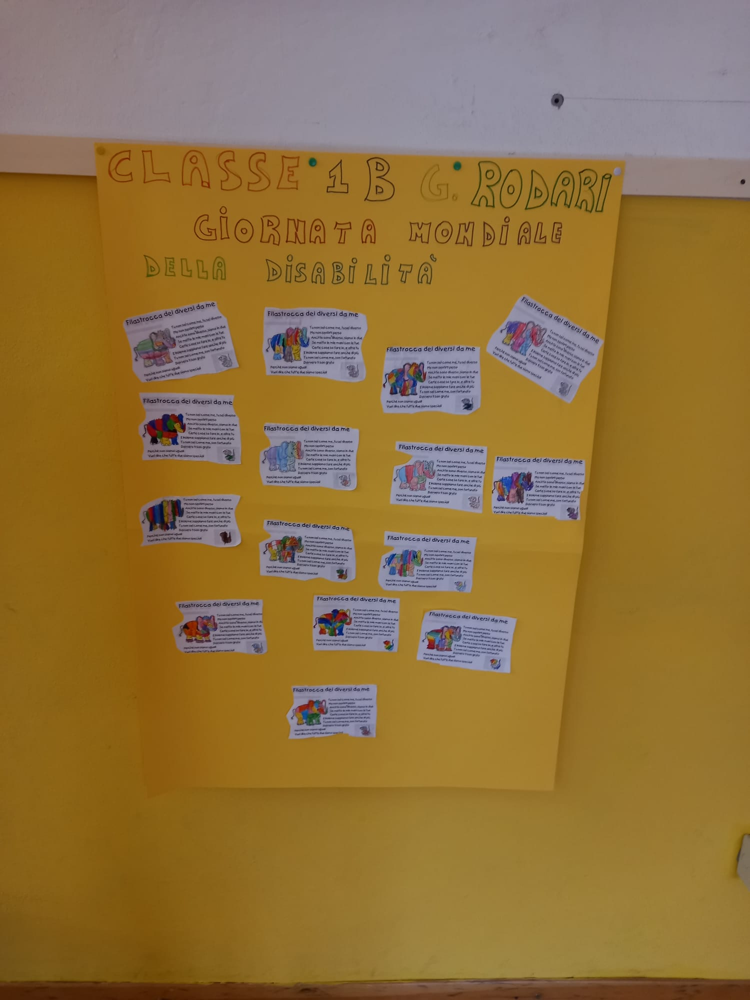 CLASSE 1 B G. RODARI
GIORNATA MONDIALE
DELLA DISABILITÀ
Filastrocca dei diversi da me
Tu non sei come me, tu sei diverso
Ma non sentirti perso
Anch'io sono diverso, siamo in due
Se metto le mie mani con le tue
Certe cose so fare io, e altre tu
E insieme sappiamo fare anche di più
Tu non sei come me, son fortunato
Davvero ti son grato
Perché non siamo uguali
Vuol dire che tutt'e due siamo speciali
Filastrocca dei diversi da me
Tu non sei come me, tu sei diverso
Ma non sentirti perso
Anch'io sono diverso, siamo in due
Se metto le mie mani con le tue
Certe cose so fare io, e altre tu
E insieme sappiamo fare anche di più
Tu non sei come me, son fortunato
Davvero ti son grato
Perché non siamo uguali
Vuol dire che tutt'e due siamo speciali
Filastrocca dei diversi da me
Tu non sei come me, tu sei diverso
Ma non sentirti perso
Anch'io sono diverso, siamo in due
Se metto le mie mani con le tue
Certe cose so fare io, e altre tu
E insieme sappiamo fare anche di più
Tu non sei come me, son fortunato
Davvero ti son grato
Perché non siamo uguali
Vuol dire che tutt'e due siamo speciali
Filastrocca dei diversi da me
Tu non sei come me, tu sei diverso
Ma non sentirti perso
Anch'io sono diverso, siamo in due
Se metto le mie mani con le tue
Certe cose so fare io, e altre tu
E insieme sappiamo fare anche di più
Tu non sei come me, son fortunato
Davvero ti son grato
Perché non siamo uguali
Vuol dire che tutt'e due siamo speciali
Filastrocca dei diversi da me
Tu non sei come me, tu sei diverso
Ma non sentirti perso
Anch'io sono diverso, siamo in due
Se metto le mie mani con le tue
Certe cose so fare io, e altre tu
E insieme sappiamo fare anche di più
Tu non sei come me, son fortunato
Davvero ti son grato
Perché non siamo uguali
Vuol dire che tutt'e due siamo speciali
Filastrocca dei diversi da me
Tu non sei come me, tu sei diverso
Ma non sentirti perso
Anch'io sono diverso, siamo in due
Se metto le mie mani con le tue
Certe cose so fare io, e altre tu
E insieme sappiamo fare anche di più
Tu non sei come me, son fortunato
Davvero ti son grato
Perché non siamo uguali
Vuol dire che tutt'e due siamo speciali
Filastrocca dei diversi da me
Tu non sei come me, tu sei diverso
Ma non sentirti perso
Anch'io sono diverso, siamo in due
Se metto le mie mani con le tue
Certe cose so fare io, e altre tu
E insieme sappiamo fare anche di più
Tu non sei come me, son fortunato
Davvero ti son grato
Perché non siamo uguali
Vuol dire che tutt'e due siamo speciali
Filastrocca dei diversi da me
Tu non sei come me, tu sei diverso
Ma non sentirti perso
Anch'io sono diverso, siamo in due
Se metto le mie mani con le tue
Certe cose so fare io, e altre tu
E insieme sappiamo fare anche di più
Tu non sei come me, son fortunato
Davvero ti son grato
Perché non siamo uguali
Vuol dire che tutt'e due siamo speciali
Tu non sei come me, tu sei diverso
Ma non sentirti perso
Anch'io sono diverso, siamo in due
Se metto le mie mani con le tue
Certe cose so fare io, e altre tu
E insieme sappiamo fare anche di più
Tu non sei come me, son fortunato
Davvero ti son grato
Perché non siamo uguali
Vuol dire che tutt'e due siamo speciali
Filastrocca dei diversi da me
Tu non sei come me, tu sei diverso
Ma non sentirti perso
Anch'io sono diverso, siamo in due
Se metto le mie mani con le tue
Certe cose so fare io, e altre tu
E insieme sappiamo fare anche di più
Tu non sei come me, son fortunato
Davvero ti son grato
Perché non siamo uguali
Vuol dire che tutt'e due siamo speciali
Filastrocca dei diversi da me
Tu non sei come me, tu sei diverso
Ma non sentirti perso
Anch'io sono diverso, siamo in due
Se metto le mie mani con le tue
Certe cose so fare io, e altre tu
E insieme sappiamo fare anche di più
Tu non sei come me, son fortunato
Davvero ti son grato
Perché non siamo uguali
Vuol dire che tutt'e due siamo speciali
Filastrocca dei diversi da me
Tu non sei come me, tu sei diverso
Ma non sentirti perso
Anch'io sono diverso, siamo in due
Se metto le mie mani con le tue
Certe cose so fare io, e altre tu
E insieme sappiamo fare anche di più
Tu non sei come me, son fortunato
Davvero ti son grato
Perché non siamo uguali
Vuol dire che tutt'e due siamo speciali
Filastrocca dei diversi da me
Tu non sei come me, tu sei diverso
Ma non sentirti perso
Anch'io sono diverso, siamo in due
Se metto le mie mani con le tue
Certe cose so fare io, e altre tu
E insieme sappiamo fare anche di più
Tu non sei come me, son fortunato
Davvero ti son grato
Perché non siamo uguali
Vuol dire che tutt'e due siamo speciali
Filastrocca dei diversi da me
Tu non sei come me, tu sei diverso
Ma non sentirti perso
Anch'io sono diverso, siamo in due
Se metto le mie mani con le tue
Certe cose so fare io, e altre tu
E insieme sappiamo fare anche di più
Tu non sei come me, son fortunato
Davvero ti son grato
Perché non siamo uguali
Vuol dire che tutt'e due siamo speciali
Filastrocca dei diversi da me
Tu non sei come me, tu sei diverso
Ma non sentirti perso
Anch'io sono diverso, siamo in due
Se metto le mie mani con le tue
Certe cose so fare io, e altre tu
E insieme sappiamo fare anche di più
Tu non sei come me, son fortunato
Davvero ti son grato
Perché non siamo uguali
Vuol dire che tutt'e due siamo speciali